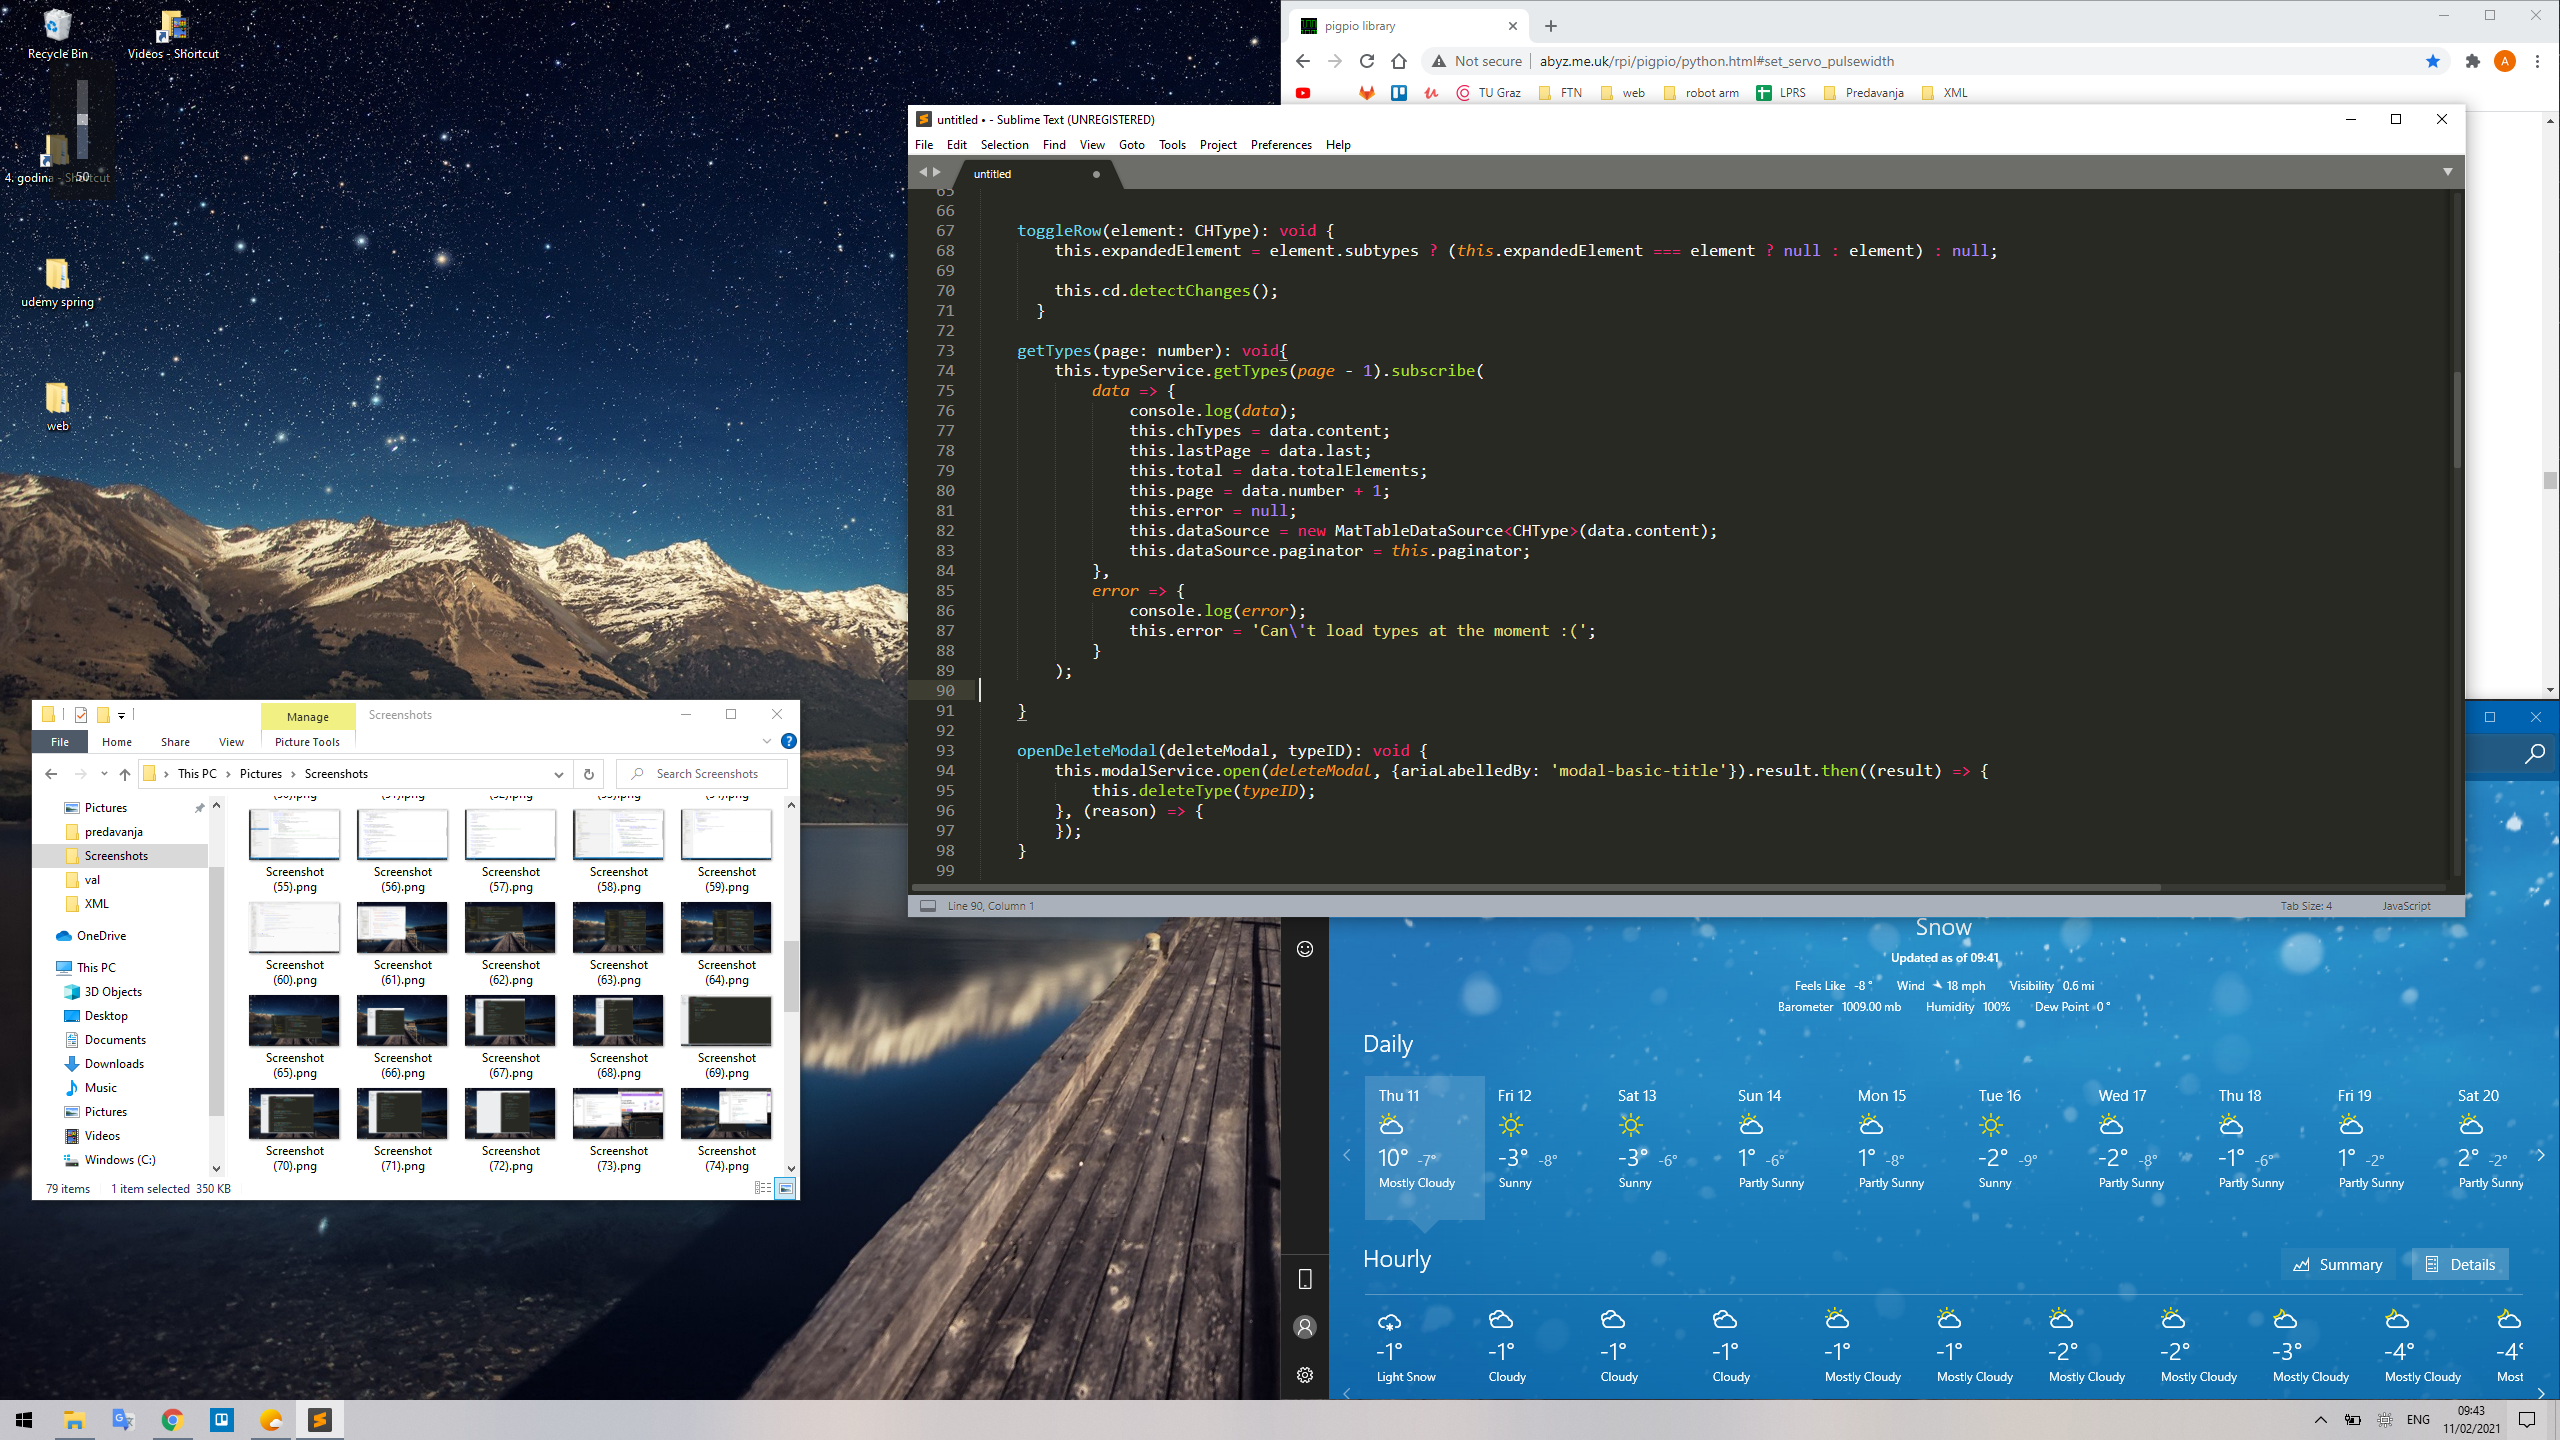 Recycle Bin
Videos - Shortcut
4. godina - Shortcut
50
udemy spring
web
pigpio library
Not secure
abyz.me.uk/rpi/pigpio/python.html#set_servo_pulsewidth
A
TU Graz
FTN
web
robot arm
LPRS
Predavanja
XML
untitled • - Sublime Text (UNREGISTERED)
File Edit Selection Find View Goto Tools Project Preferences Help
untitled
65
66
67 toggleRow(element: CHType): void {
68 this.expandedElement = element.subtypes ? (this.expandedElement === element ? null : element) : null;
69
70 this.cd.detectChanges();
71 }
72
73 getTypes(page: number): void{
74 this.typeService.getTypes(page - 1).subscribe(
75 data => {
76 console.log(data);
77 this.chTypes = data.content;
78 this.lastPage = data.last;
79 this.total = data.totalElements;
80 this.page = data.number + 1;
81 this.error = null;
82 this.dataSource = new MatTableDataSource<CHType>(data.content);
83 this.dataSource.paginator = this.paginator;
84 },
85 error => {
86 console.log(error);
87 this.error = 'Can\'t load types at the moment :(';
88 }
89 );
90
91 }
92
93 openDeleteModal(deleteModal, typeID): void {
94 this.modalService.open(deleteModal, {ariaLabelledBy: 'modal-basic-title'}).result.then((result) => {
95 this.deleteType(typeID);
96 }, (reason) => {
97 });
98 }
99
Line 90, Column 1
Tab Size: 4
JavaScript
Manage
Screenshots
File Home Share View Picture Tools
This PC > Pictures > Screenshots
Search Screenshots
Pictures
predavanja
Screenshots
val
XML
OneDrive
This PC
3D Objects
Desktop
Documents
Downloads
Music
Pictures
Videos
Windows (C:)
Screenshot (55).png
Screenshot (56).png
Screenshot (57).png
Screenshot (58).png
Screenshot (59).png
Screenshot (60).png
Screenshot (61).png
Screenshot (62).png
Screenshot (63).png
Screenshot (64).png
Screenshot (65).png
Screenshot (66).png
Screenshot (67).png
Screenshot (68).png
Screenshot (69).png
Screenshot (70).png
Screenshot (71).png
Screenshot (72).png
Screenshot (73).png
Screenshot (74).png
79 items 1 item selected 350 KB
Snow
Updated as of 09:41
Feels Like -8° Wind 18 mph Visibility 0.6 mi
Barometer 1009.00 mb Humidity 100% Dew Point 0°
Daily
Thu 11 Fri 12 Sat 13 Sun 14 Mon 15 Tue 16 Wed 17 Thu 18 Fri 19 Sat 20
10° -7° -3° -8° -3° -6° 1° -6° 1° -8° -2° -9° -2° -8° -1° -6° 1° -2° 2° -2°
Mostly Cloudy Sunny Sunny Partly Sunny Partly Sunny Sunny Partly Sunny Partly Sunny Partly Sunny Partly Sunny
Hourly
Summary
Details
-1° -1° -1° -1° -1° -1° -2° -2° -3° -4° -4°
Light Snow Cloudy Cloudy Cloudy Mostly Cloudy Mostly Cloudy Mostly Cloudy Mostly Cloudy Mostly Cloudy Mostly Cloudy Most
ENG
09:43
11/02/2021